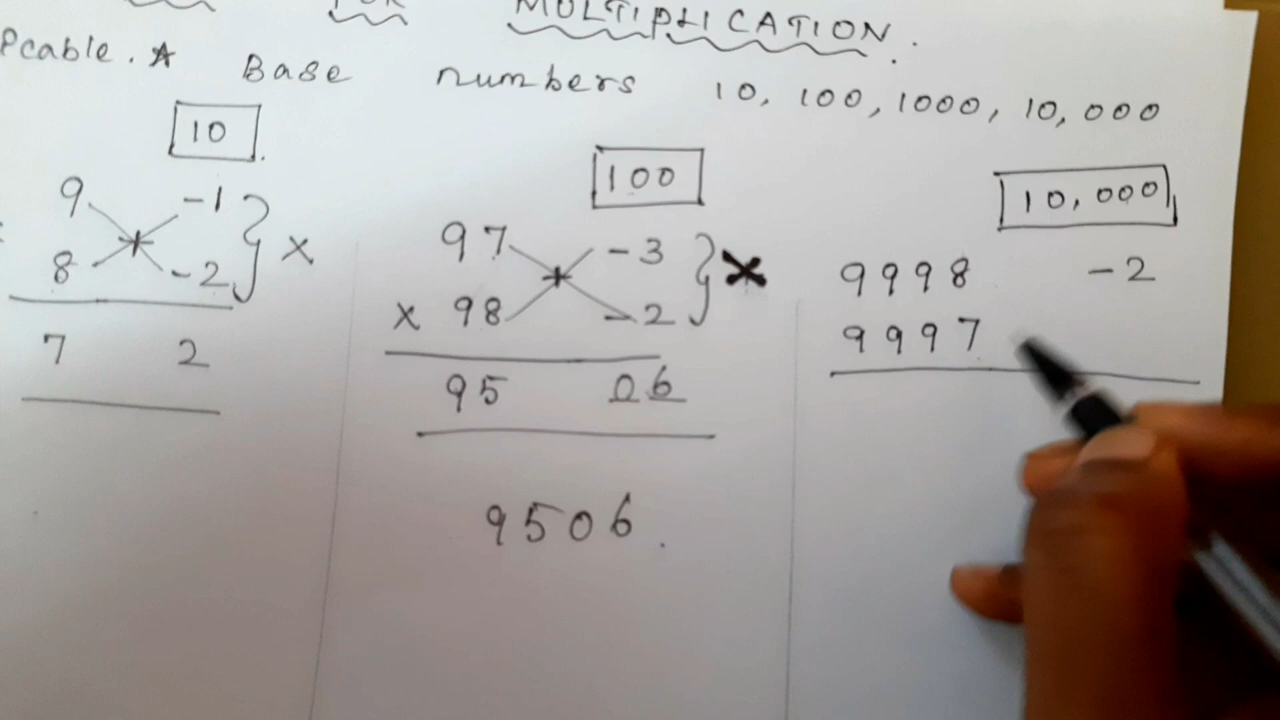 MULTIPLICATION.
Base numbers 10, 100, 1000, 10,000
10
9 -1
8 -2 } ×
7 2
100
97 -3
× 98 -2 } ×
95 06
9506.
10,000
9998 -2
9997